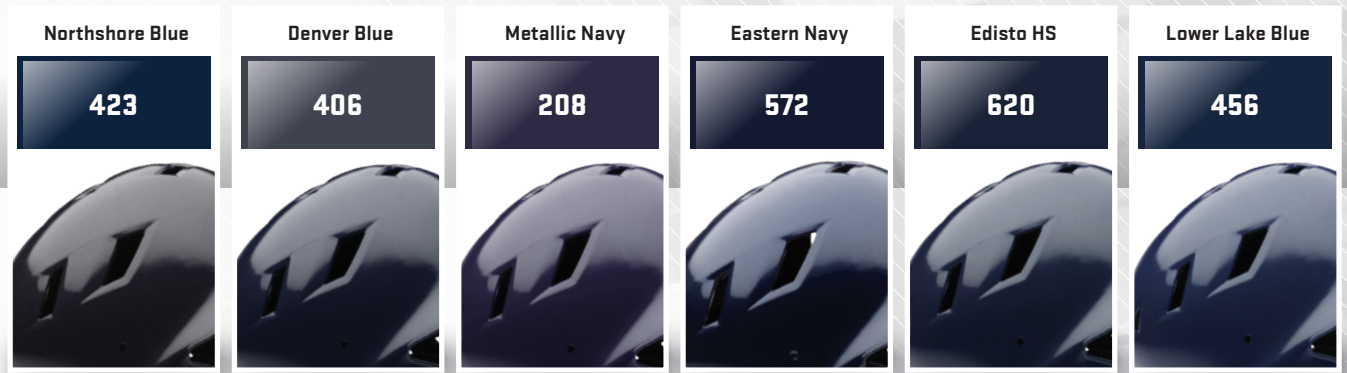 Northshore Blue
423
Denver Blue
406
Metallic Navy
208
Eastern Navy
572
Edisto HS
620
Lower Lake Blue
456